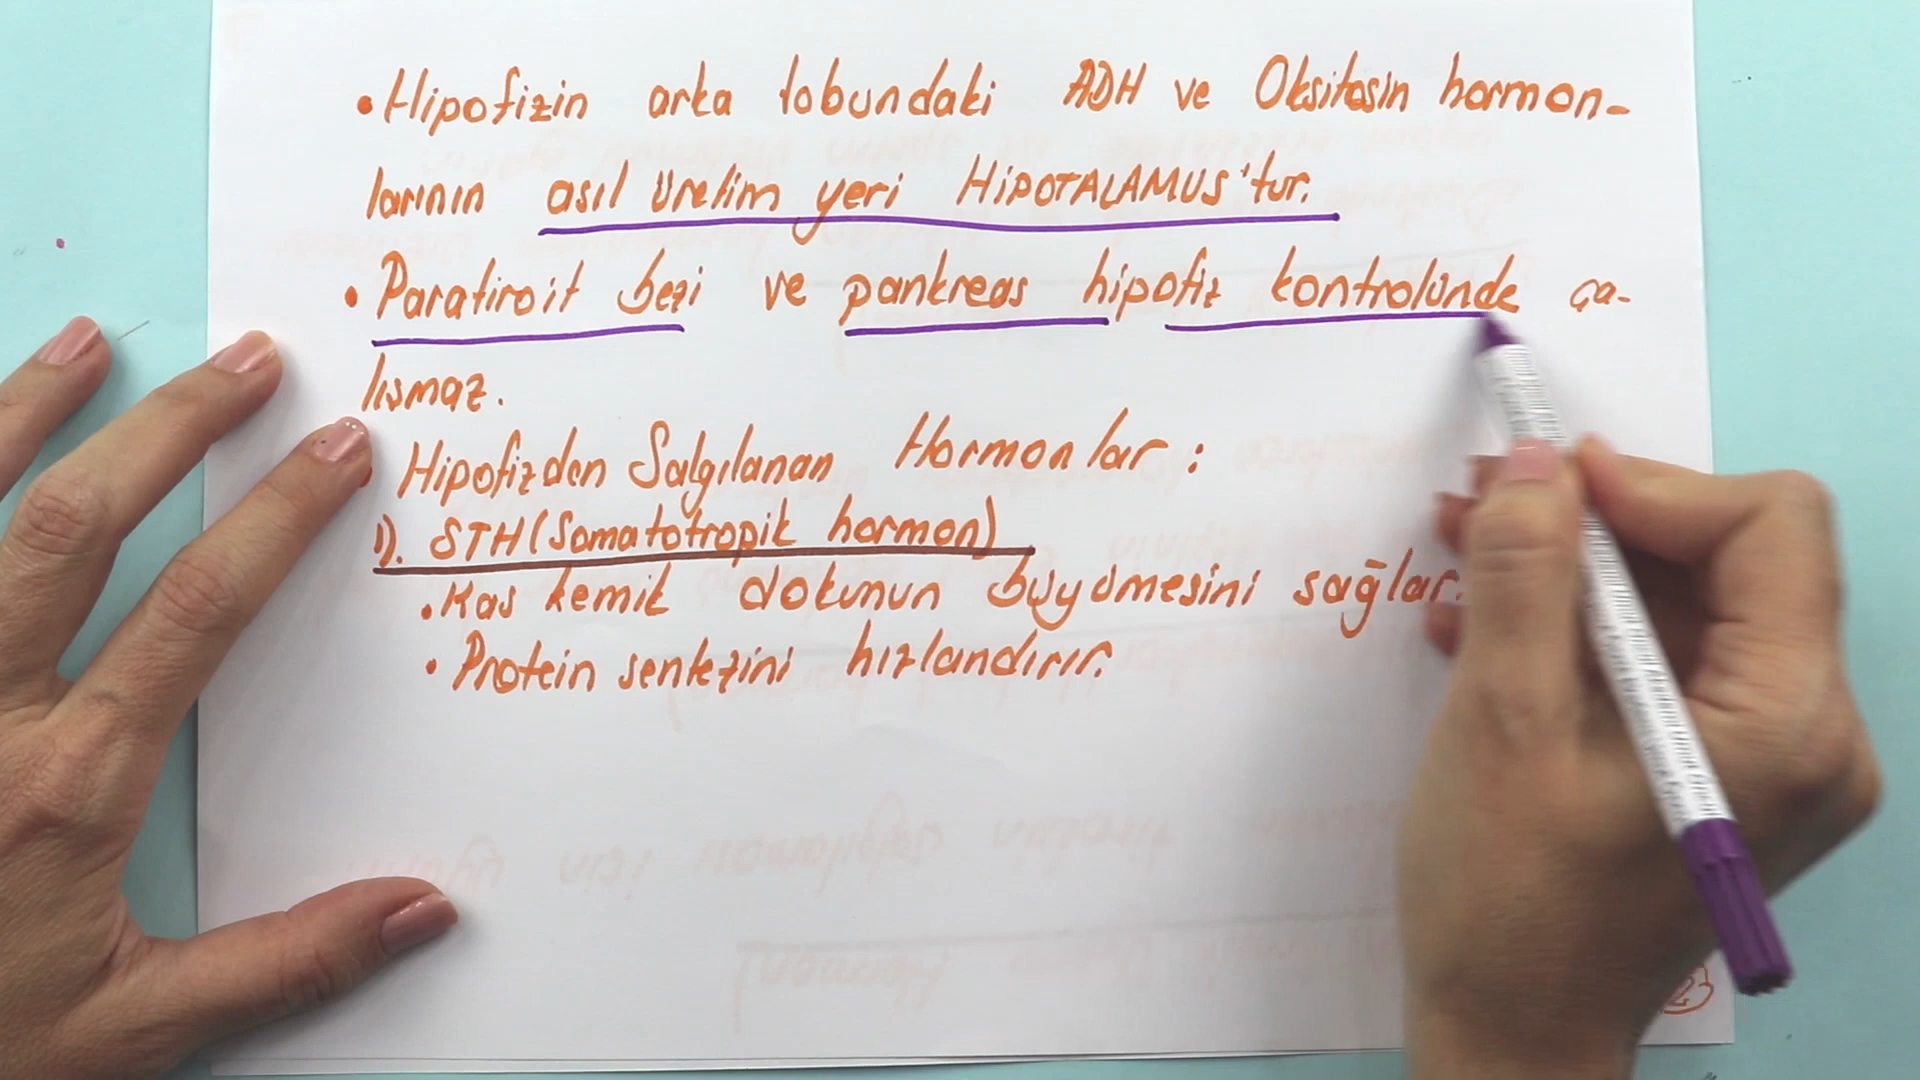 • Hipofizin arka lobundaki ADH ve Oksitosin hormon-
larının asıl üretim yeri HİPOTALAMUS'tur.
• Paratiroit bezi ve pankreas hipofiz kontrolünde ça-
lışmaz.
• Hipofizden Salgılanan Hormonlar :
1). STH (Somatotropik hormon)
• Kas kemik dokunun büyümesini sağlar.
• Protein sentezini hızlandırır.
2